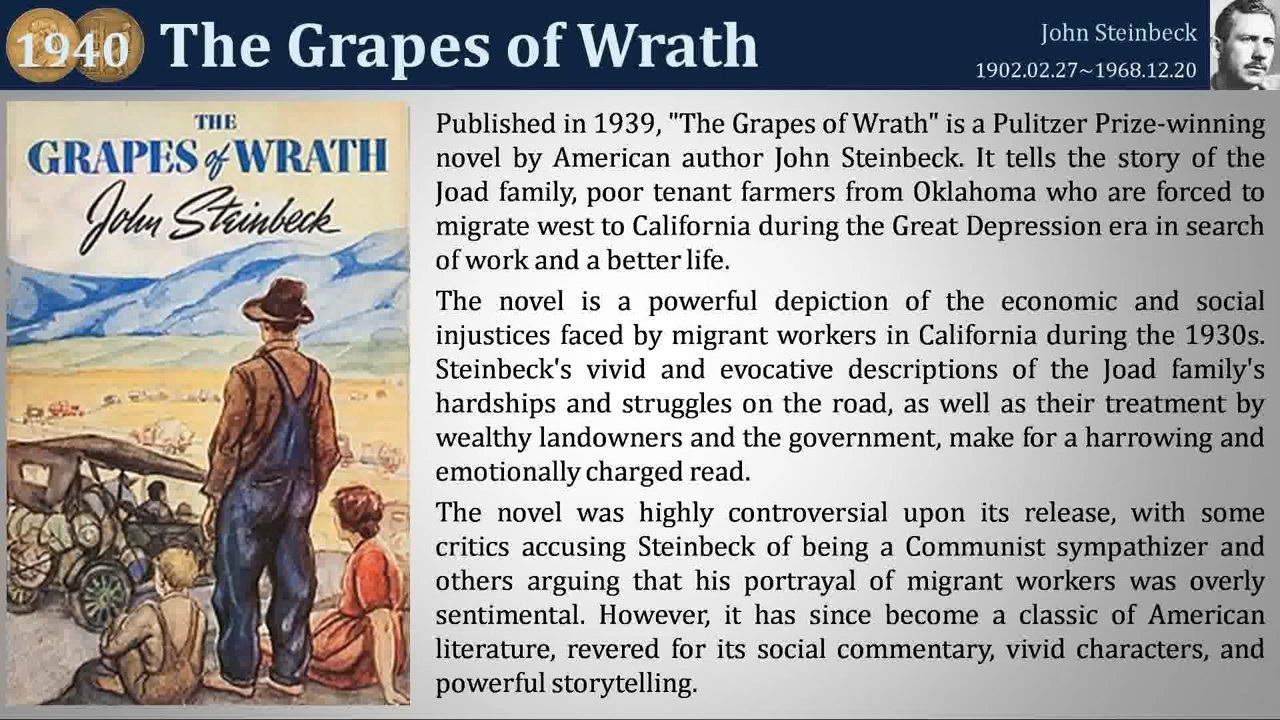 1940 The Grapes of Wrath
John Steinbeck
1902.02.27~1968.12.20
THE
GRAPES of WRATH
John Steinbeck
Published in 1939, "The Grapes of Wrath" is a Pulitzer Prize-winning
novel by American author John Steinbeck. It tells the story of the
Joad family, poor tenant farmers from Oklahoma who are forced to
migrate west to California during the Great Depression era in search
of work and a better life.
The novel is a powerful depiction of the economic and social
injustices faced by migrant workers in California during the 1930s.
Steinbeck's vivid and evocative descriptions of the Joad family's
hardships and struggles on the road, as well as their treatment by
wealthy landowners and the government, make for a harrowing and
emotionally charged read.
The novel was highly controversial upon its release, with some
critics accusing Steinbeck of being a Communist sympathizer and
others arguing that his portrayal of migrant workers was overly
sentimental. However, it has since become a classic of American
literature, revered for its social commentary, vivid characters, and
powerful storytelling.